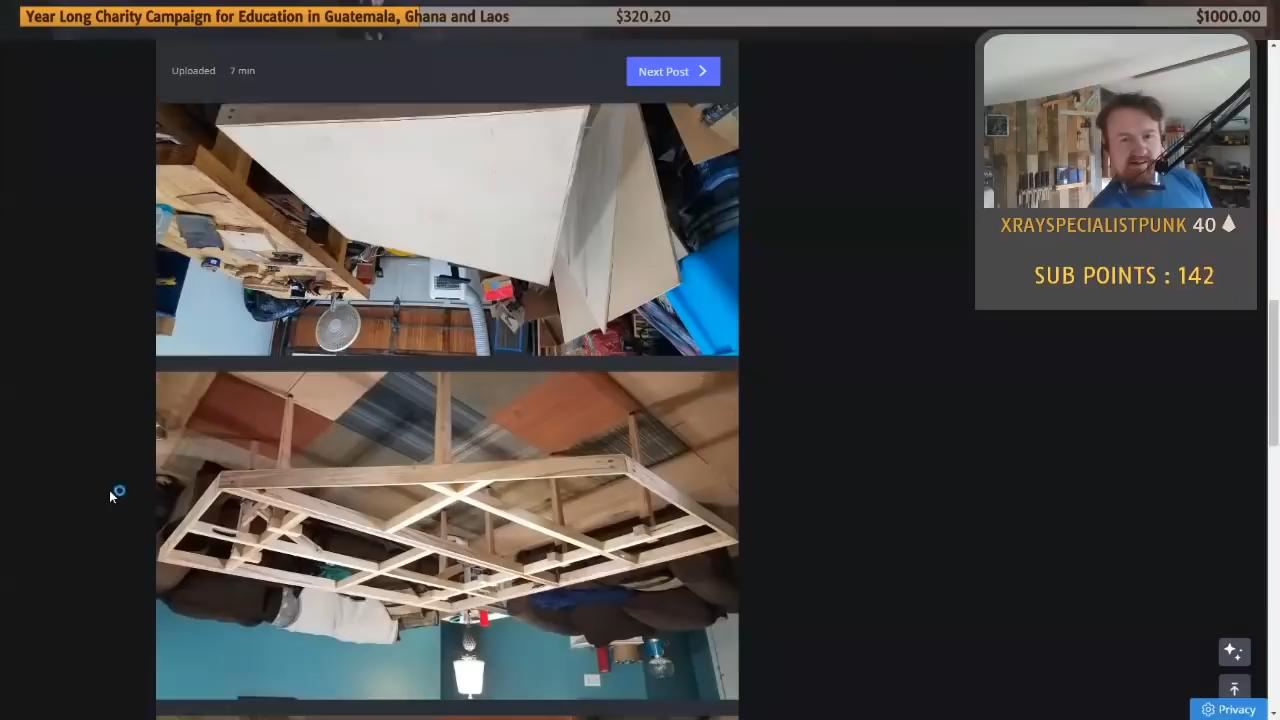 Year Long Charity Campaign for Education in Guatemala, Ghana and Laos $320.20 $1000.00
Uploaded 7 min
Next Post
XRAYSPECIALISTPUNK 40
SUB POINTS : 142
Privacy